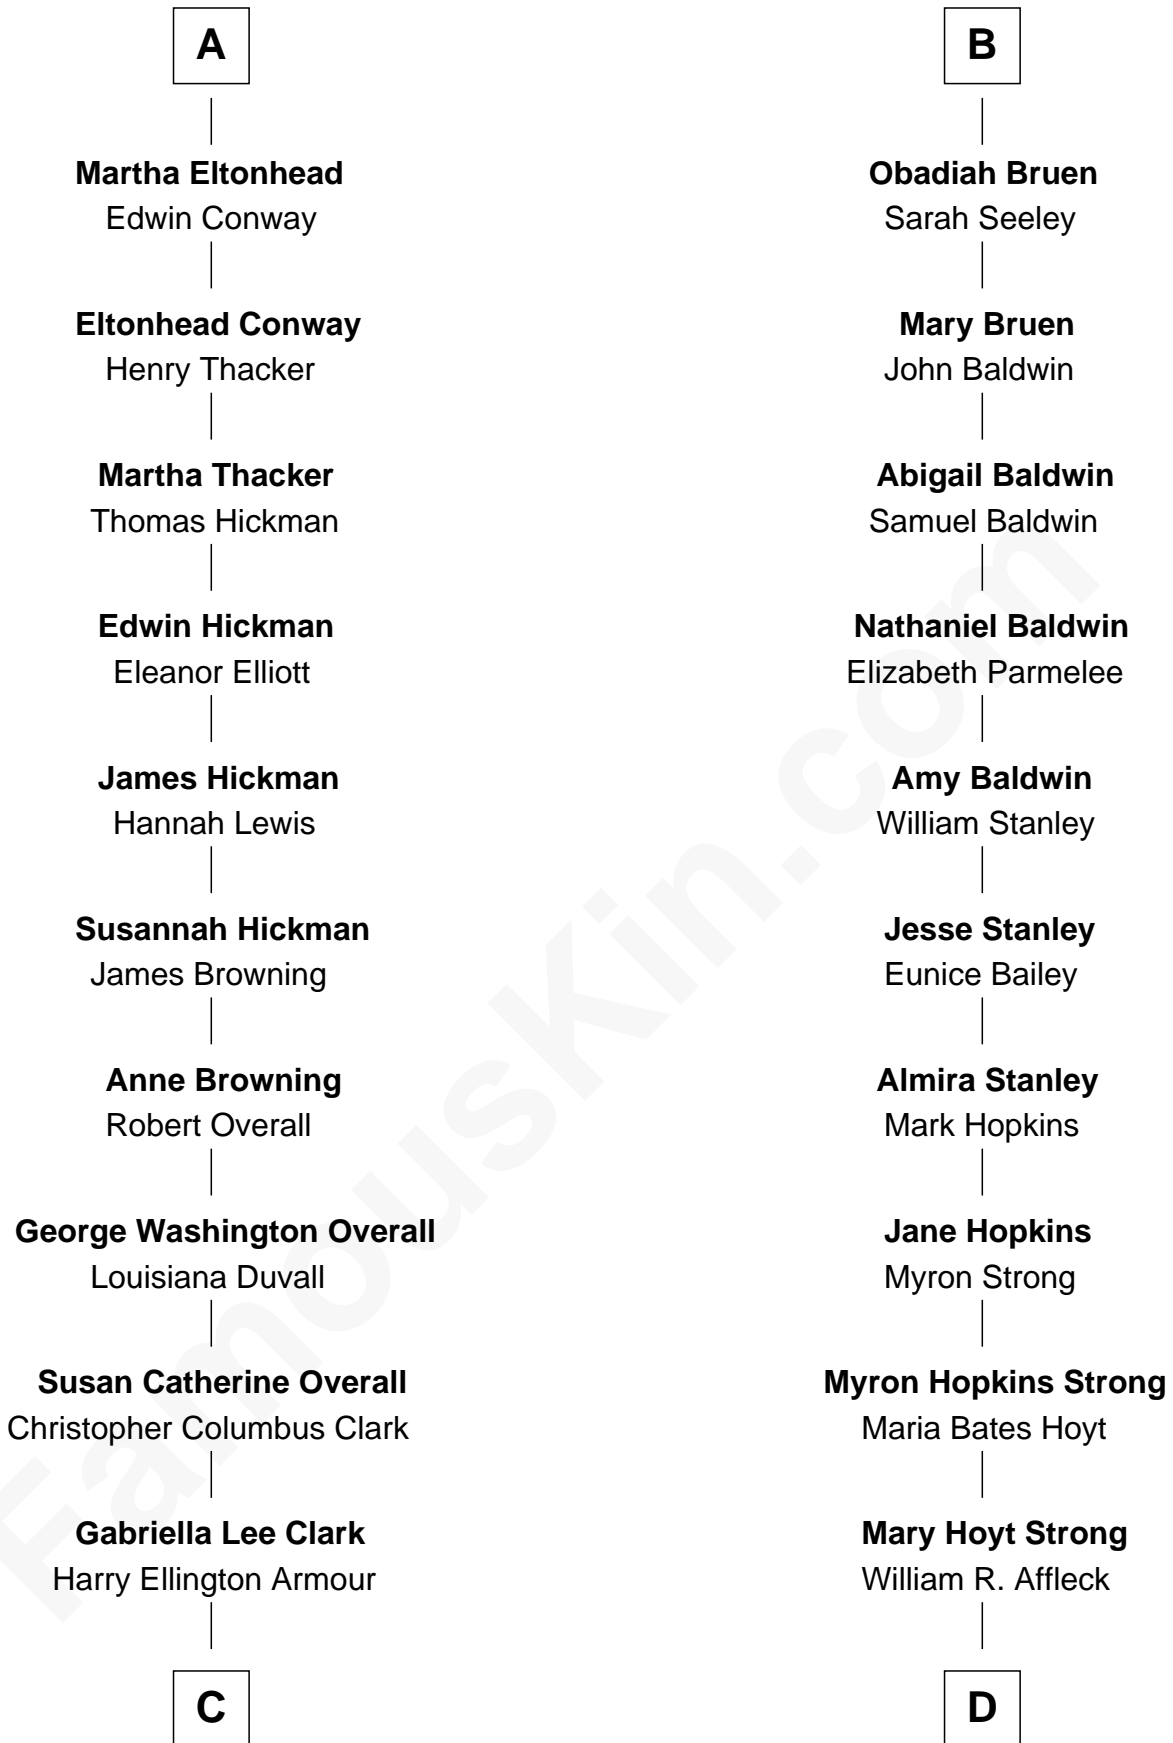 A
Martha Eltonhead
Edwin Conway
Eltonhead Conway
Henry Thacker
Martha Thacker
Thomas Hickman
Edwin Hickman
Eleanor Elliott
James Hickman
Hannah Lewis
Susannah Hickman
James Browning
Anne Browning
Robert Overall
George Washington Overall
Louisiana Duvall
Susan Catherine Overall
Christopher Columbus Clark
Gabriella Lee Clark
Harry Ellington Armour
C
B
Obadiah Bruen
Sarah Seeley
Mary Bruen
John Baldwin
Abigail Baldwin
Samuel Baldwin
Nathaniel Baldwin
Elizabeth Parmelee
Amy Baldwin
William Stanley
Jesse Stanley
Eunice Bailey
Almira Stanley
Mark Hopkins
Jane Hopkins
Myron Strong
Myron Hopkins Strong
Maria Bates Hoyt
Mary Hoyt Strong
William R. Affleck
D
FamousKin.com